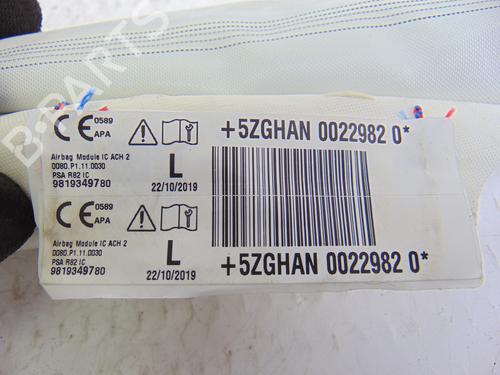 B-PARTS
CE 0589
APA
Airbag Module IC ACH 2
0080.P1.11.0030
PSA R82 IC
9819349780
L
22/10/2019
+5ZGHAN 0022982 0*
CE 0589
APA
Airbag Module IC ACH 2
0080.P1.11.0030
PSA R82 IC
9819349780
L
22/10/2019
+5ZGHAN 0022982 0*